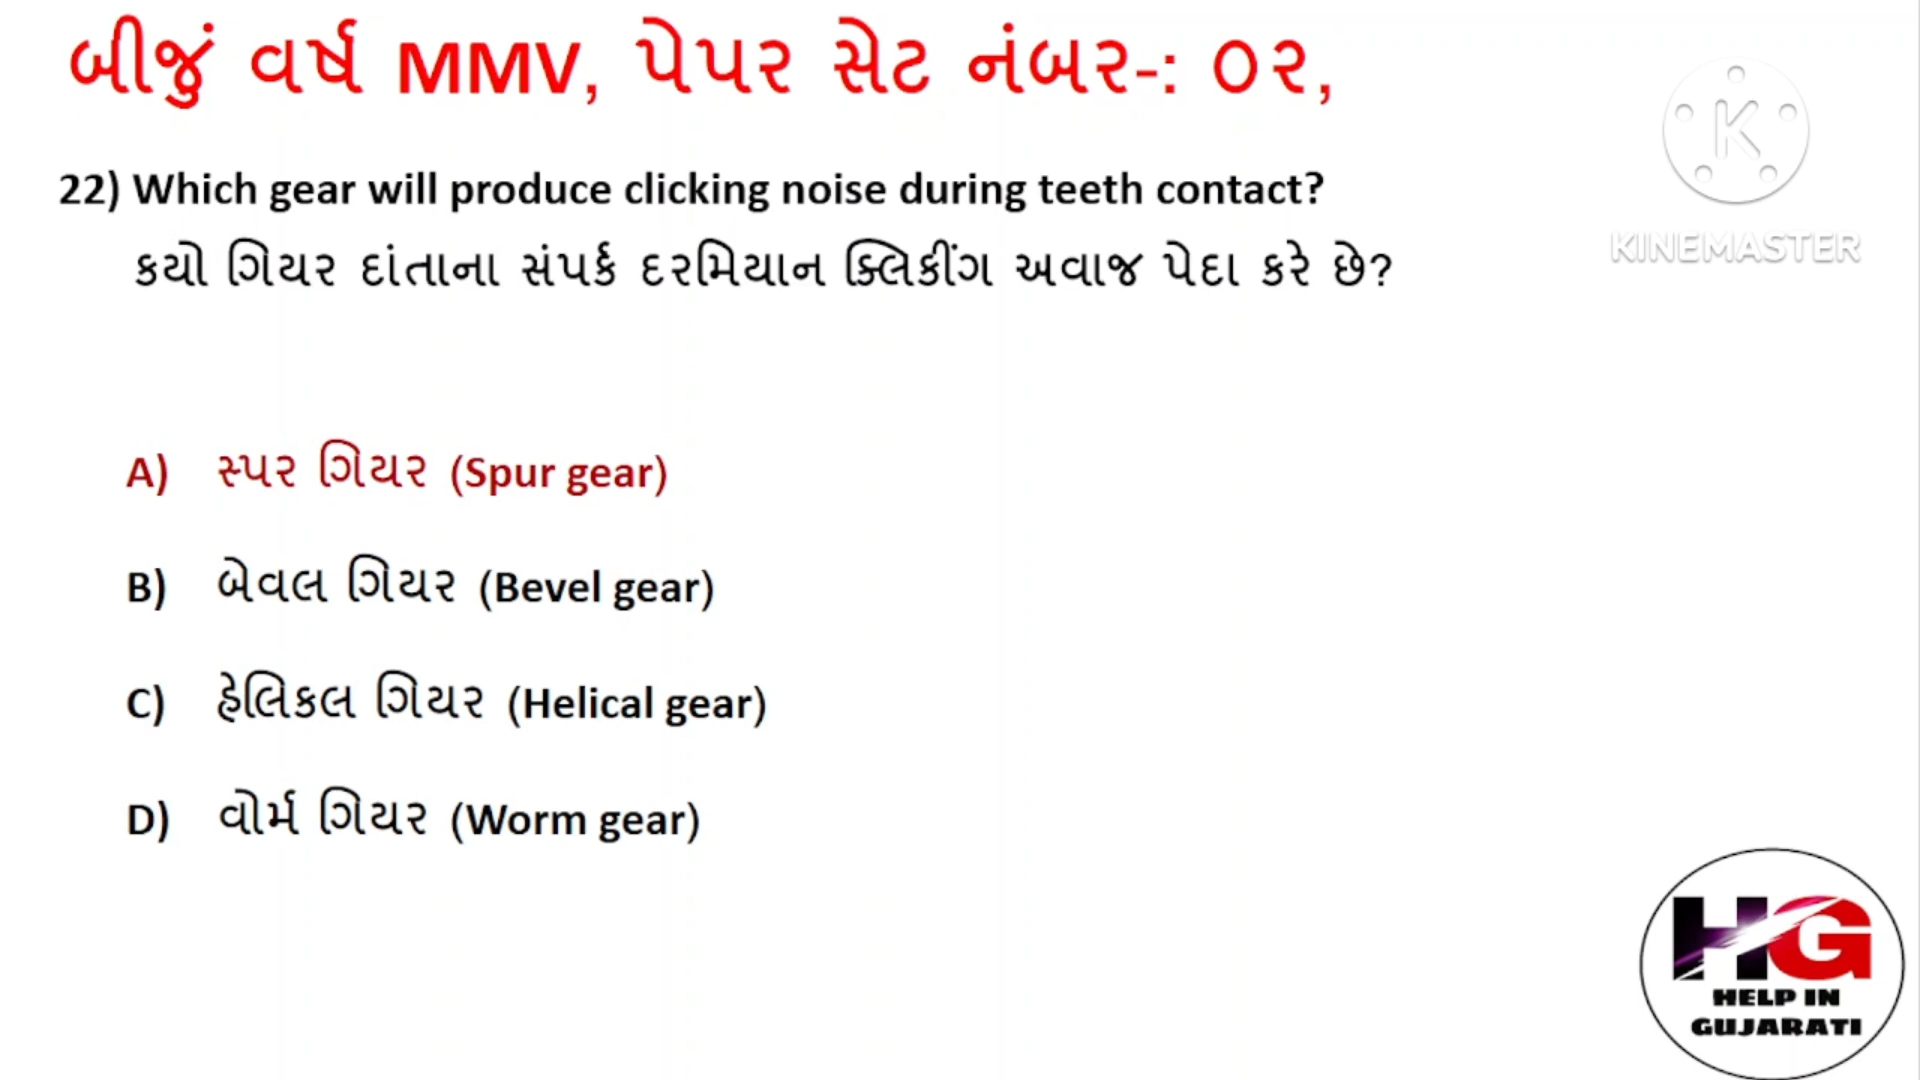 બીજું વર્ષ MMV, પેપર સેટ નંબર-: ૦૨,
K
KINEMASTER
22) Which gear will produce clicking noise during teeth contact?
કયો ગિયર દાંતાના સંપર્ક દરમિયાન ક્લિકીંગ અવાજ પેદા કરે છે?
A) સ્પર ગિયર (Spur gear)
B) બેવલ ગિયર (Bevel gear)
C) હેલિકલ ગિયર (Helical gear)
D) વોર્મ ગિયર (Worm gear)
HG
HELP IN
GUJARATI